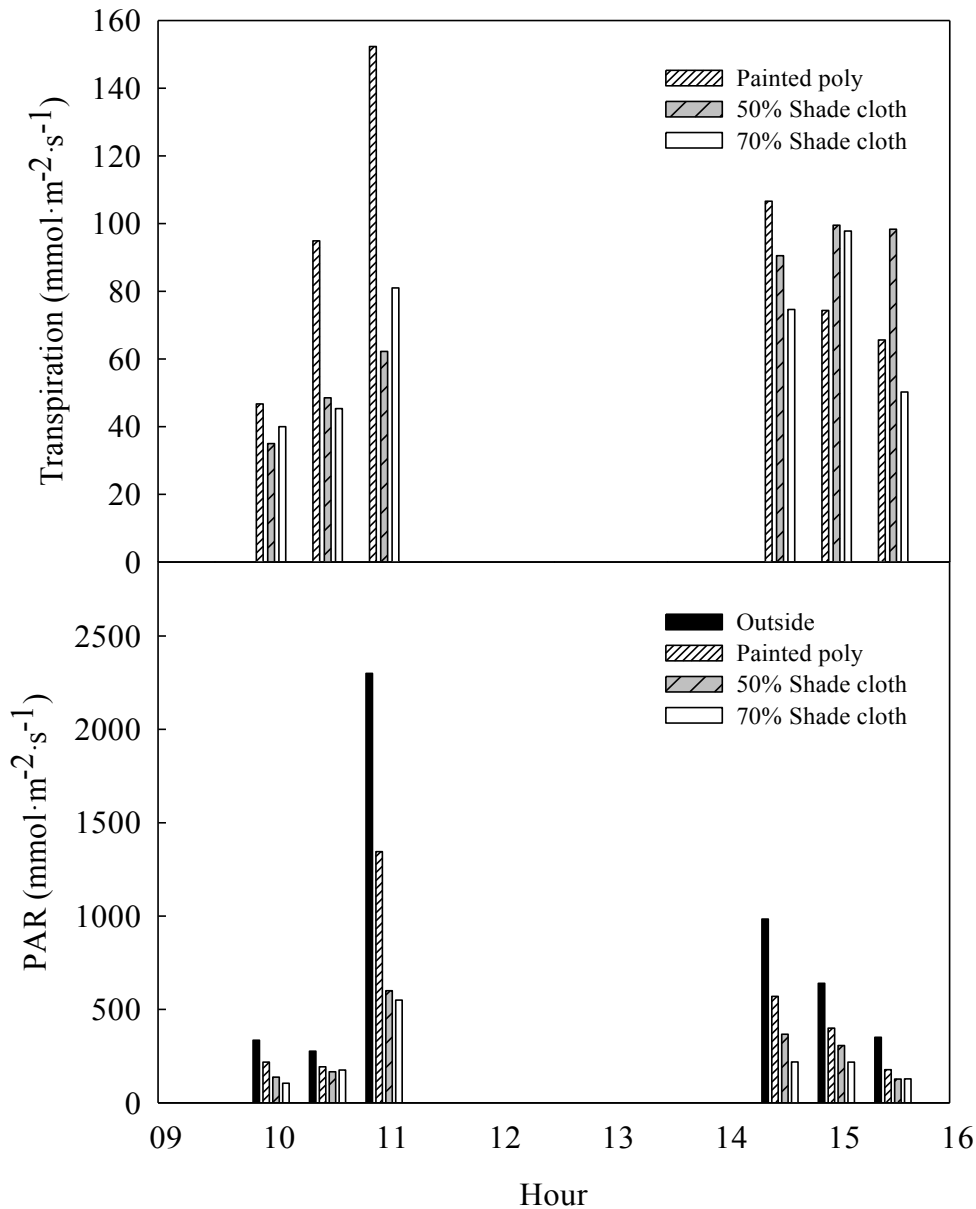 160
140
120
100
80
60
40
20
0
Transpiration (mmol·m⁻²·s⁻¹)
Painted poly
50% Shade cloth
70% Shade cloth
2500
2000
1500
1000
500
0
PAR (mmol·m⁻²·s⁻¹)
Outside
Painted poly
50% Shade cloth
70% Shade cloth
09 10 11 12 13 14 15 16
Hour